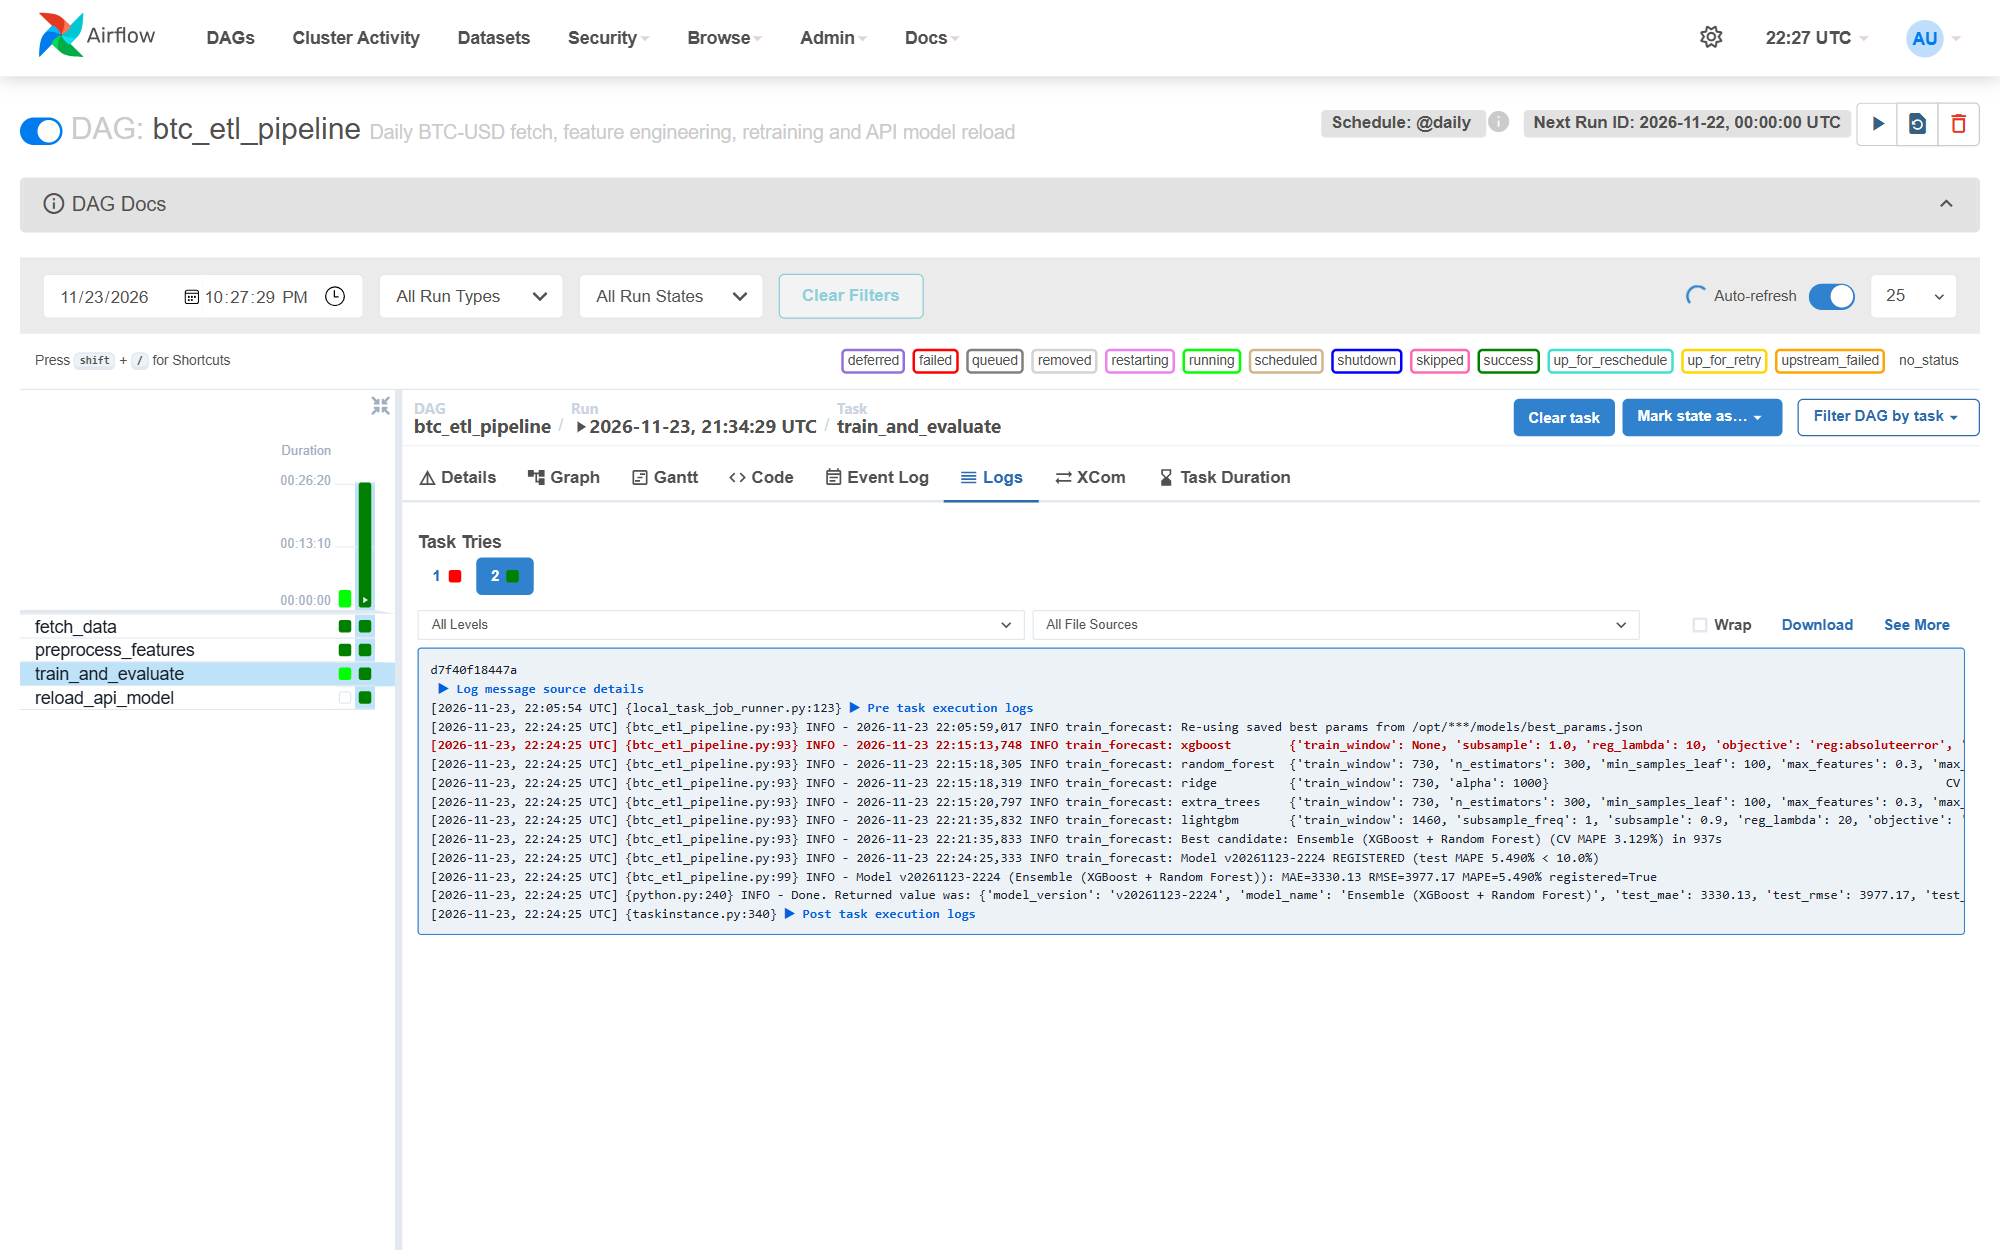 Airflow DAGs Cluster Activity Datasets Security Browse Admin Docs 22:27 UTC AU
DAG: btc_etl_pipeline Daily BTC-USD fetch, feature engineering, retraining and API model reload Schedule: @daily Next Run ID: 2026-11-22, 00:00:00 UTC
DAG Docs
11/23/2026 10:27:29 PM All Run Types All Run States Clear Filters Auto-refresh 25
Press shift + / for Shortcuts deferred failed queued removed restarting running scheduled shutdown skipped success up_for_reschedule up_for_retry upstream_failed no_status
DAG Run Task
btc_etl_pipeline / 2026-11-23, 21:34:29 UTC / train_and_evaluate
Clear task Mark state as... Filter DAG by task
Duration
00:26:20
00:13:10
00:00:00
fetch_data
preprocess_features
train_and_evaluate
reload_api_model
Details Graph Gantt Code Event Log Logs XCom Task Duration
Task Tries
1 2
All Levels All File Sources Wrap Download See More
d7f40f18447a
Log message source details
[2026-11-23, 22:05:54 UTC] {local_task_job_runner.py:123} Pre task execution logs
[2026-11-23, 22:24:25 UTC] {btc_etl_pipeline.py:93} INFO - 2026-11-23 22:05:59,017 INFO train_forecast: Re-using saved best params from /opt/***/models/best_params.json
[2026-11-23, 22:24:25 UTC] {btc_etl_pipeline.py:93} INFO - 2026-11-23 22:15:13,748 INFO train_forecast: xgboost {'train_window': None, 'subsample': 1.0, 'reg_lambda': 10, 'objective': 'reg:absoluteerror', '
[2026-11-23, 22:24:25 UTC] {btc_etl_pipeline.py:93} INFO - 2026-11-23 22:15:18,305 INFO train_forecast: random_forest {'train_window': 730, 'n_estimators': 300, 'min_samples_leaf': 100, 'max_features': 0.3, 'max_
[2026-11-23, 22:24:25 UTC] {btc_etl_pipeline.py:93} INFO - 2026-11-23 22:15:18,319 INFO train_forecast: ridge {'train_window': 730, 'alpha': 1000} CV
[2026-11-23, 22:24:25 UTC] {btc_etl_pipeline.py:93} INFO - 2026-11-23 22:15:20,797 INFO train_forecast: extra_trees {'train_window': 730, 'n_estimators': 300, 'min_samples_leaf': 100, 'max_features': 0.3, 'max_
[2026-11-23, 22:24:25 UTC] {btc_etl_pipeline.py:93} INFO - 2026-11-23 22:21:35,832 INFO train_forecast: lightgbm {'train_window': 1460, 'subsample_freq': 1, 'subsample': 0.9, 'reg_lambda': 20, 'objective': '
[2026-11-23, 22:24:25 UTC] {btc_etl_pipeline.py:93} INFO - 2026-11-23 22:21:35,833 INFO train_forecast: Best candidate: Ensemble (XGBoost + Random Forest) (CV MAPE 3.129%) in 937s
[2026-11-23, 22:24:25 UTC] {btc_etl_pipeline.py:93} INFO - 2026-11-23 22:24:25,333 INFO train_forecast: Model v20261123-2224 REGISTERED (test MAPE 5.490% < 10.0%)
[2026-11-23, 22:24:25 UTC] {btc_etl_pipeline.py:99} INFO - Model v20261123-2224 (Ensemble (XGBoost + Random Forest)): MAE=3330.13 RMSE=3977.17 MAPE=5.490% registered=True
[2026-11-23, 22:24:25 UTC] {python.py:240} INFO - Done. Returned value was: {'model_version': 'v20261123-2224', 'model_name': 'Ensemble (XGBoost + Random Forest)', 'test_mae': 3330.13, 'test_rmse': 3977.17, 'test_
[2026-11-23, 22:24:25 UTC] {taskinstance.py:340} Post task execution logs